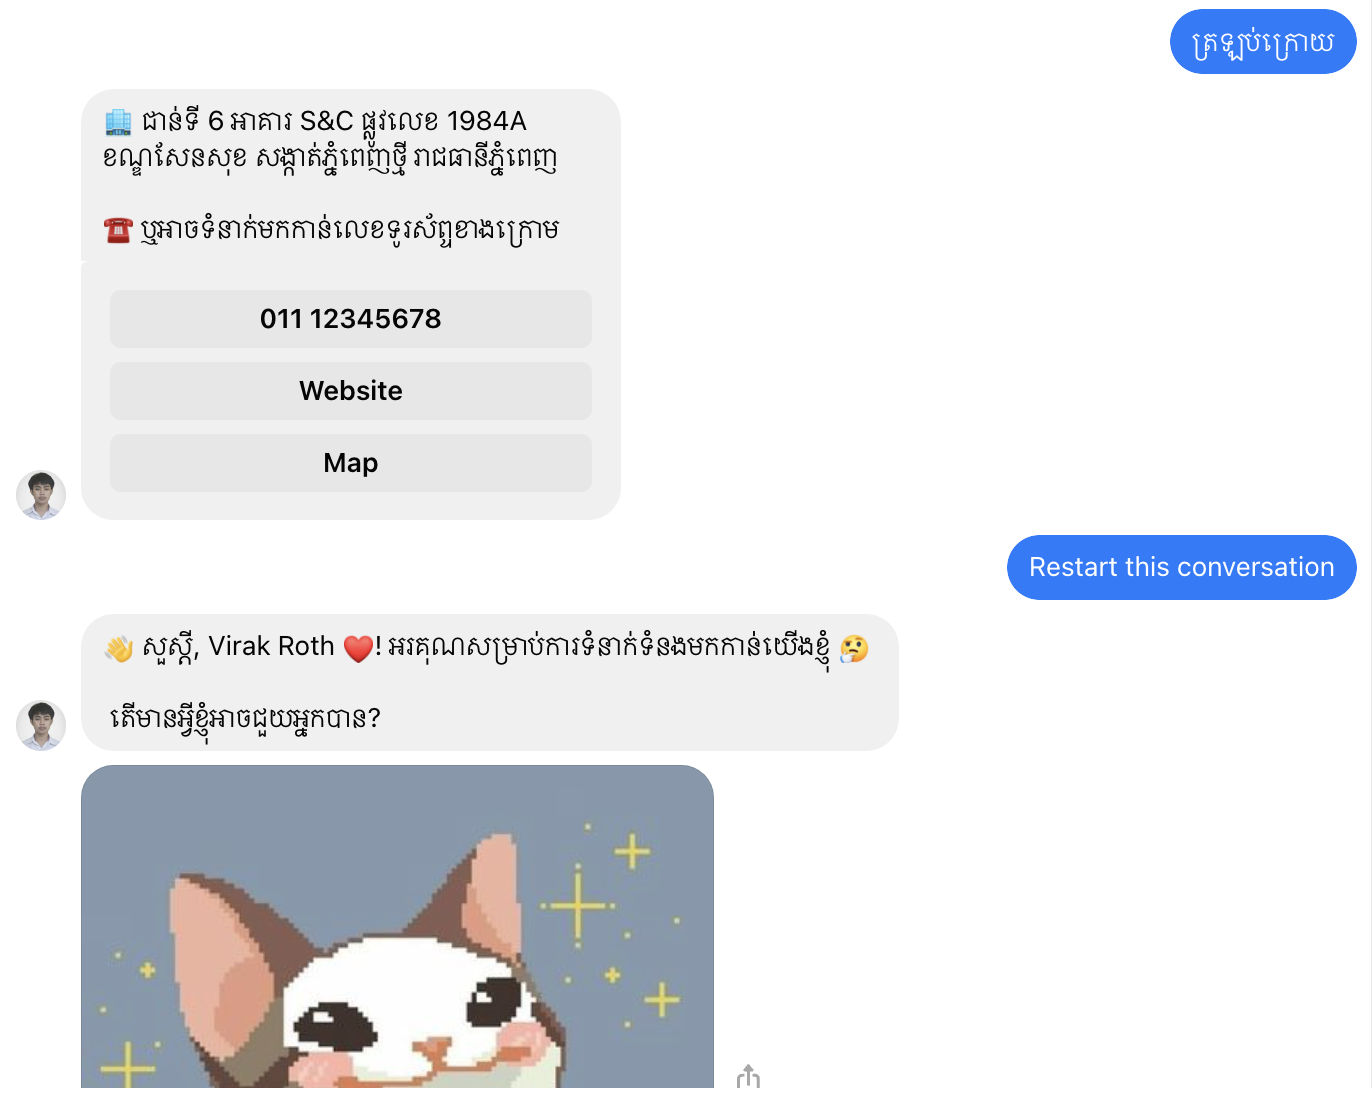 ត្រឡប់ក្រោយ
🏢 ជាន់ទី 6 អាគារ S&C ផ្លូវលេខ 1984A
ខណ្ឌសែនសុខ សង្កាត់ភ្នំពេញថ្មី រាជធានីភ្នំពេញ
☎️ ឬអាចទំនាក់មកកាន់លេខទូរស័ព្ទខាងក្រោម
011 12345678
Website
Map
Restart this conversation
👋 សួស្តី, Virak Roth ❤️! អរគុណសម្រាប់ការទំនាក់ទំនងមកកាន់យើងខ្ញុំ 🤔
តើមានអ្វីខ្ញុំអាចជួយអ្នកបាន?